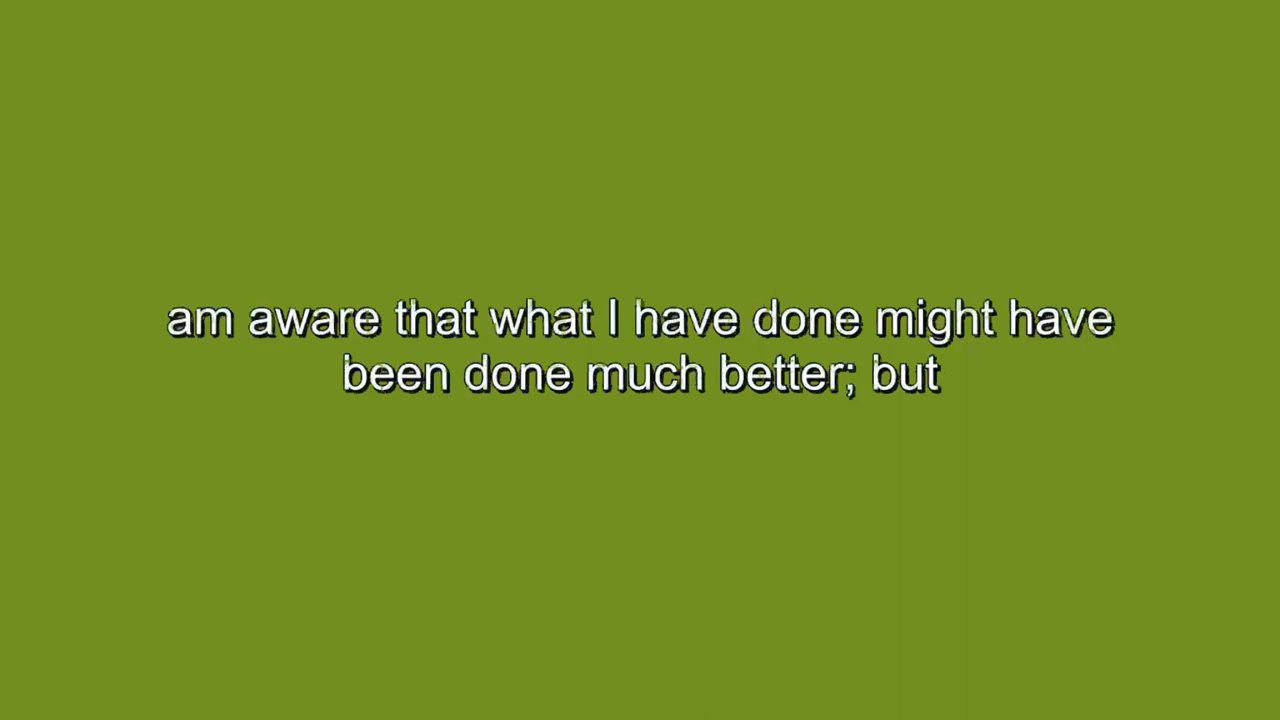 am aware that what I have done might have
been done much better; but